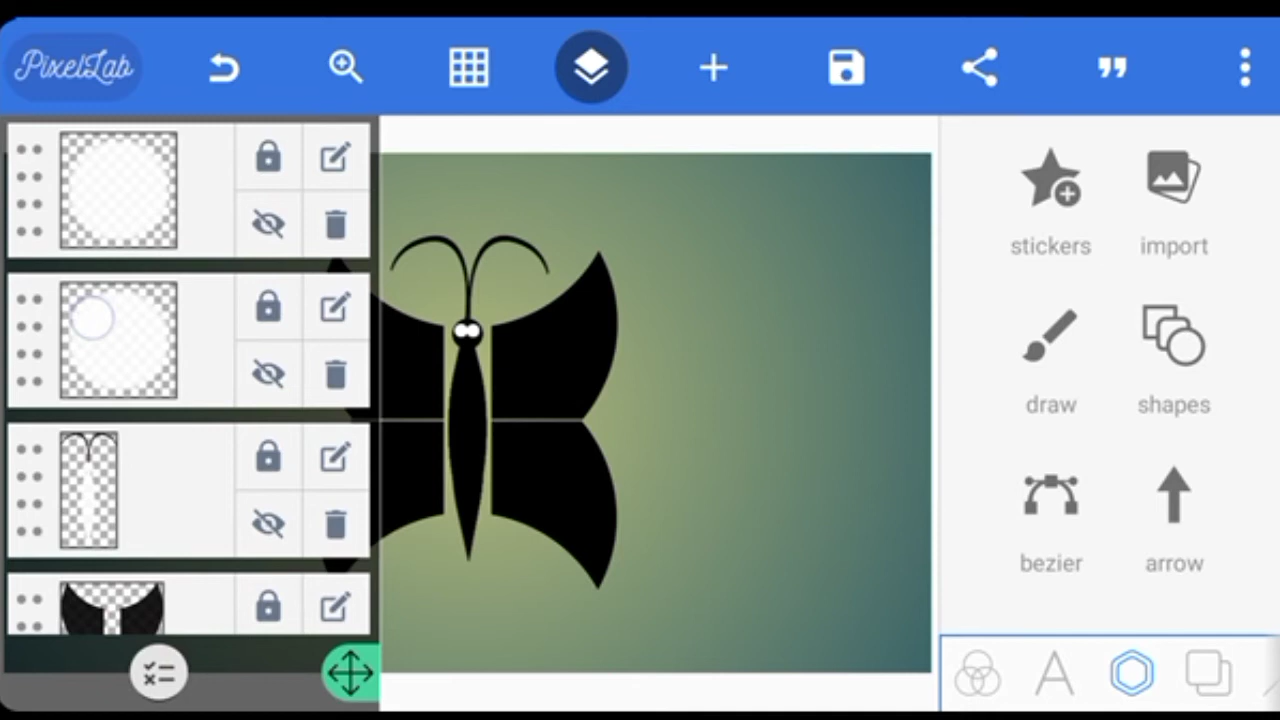 PixelLab
stickers
import
draw
shapes
bezier
arrow